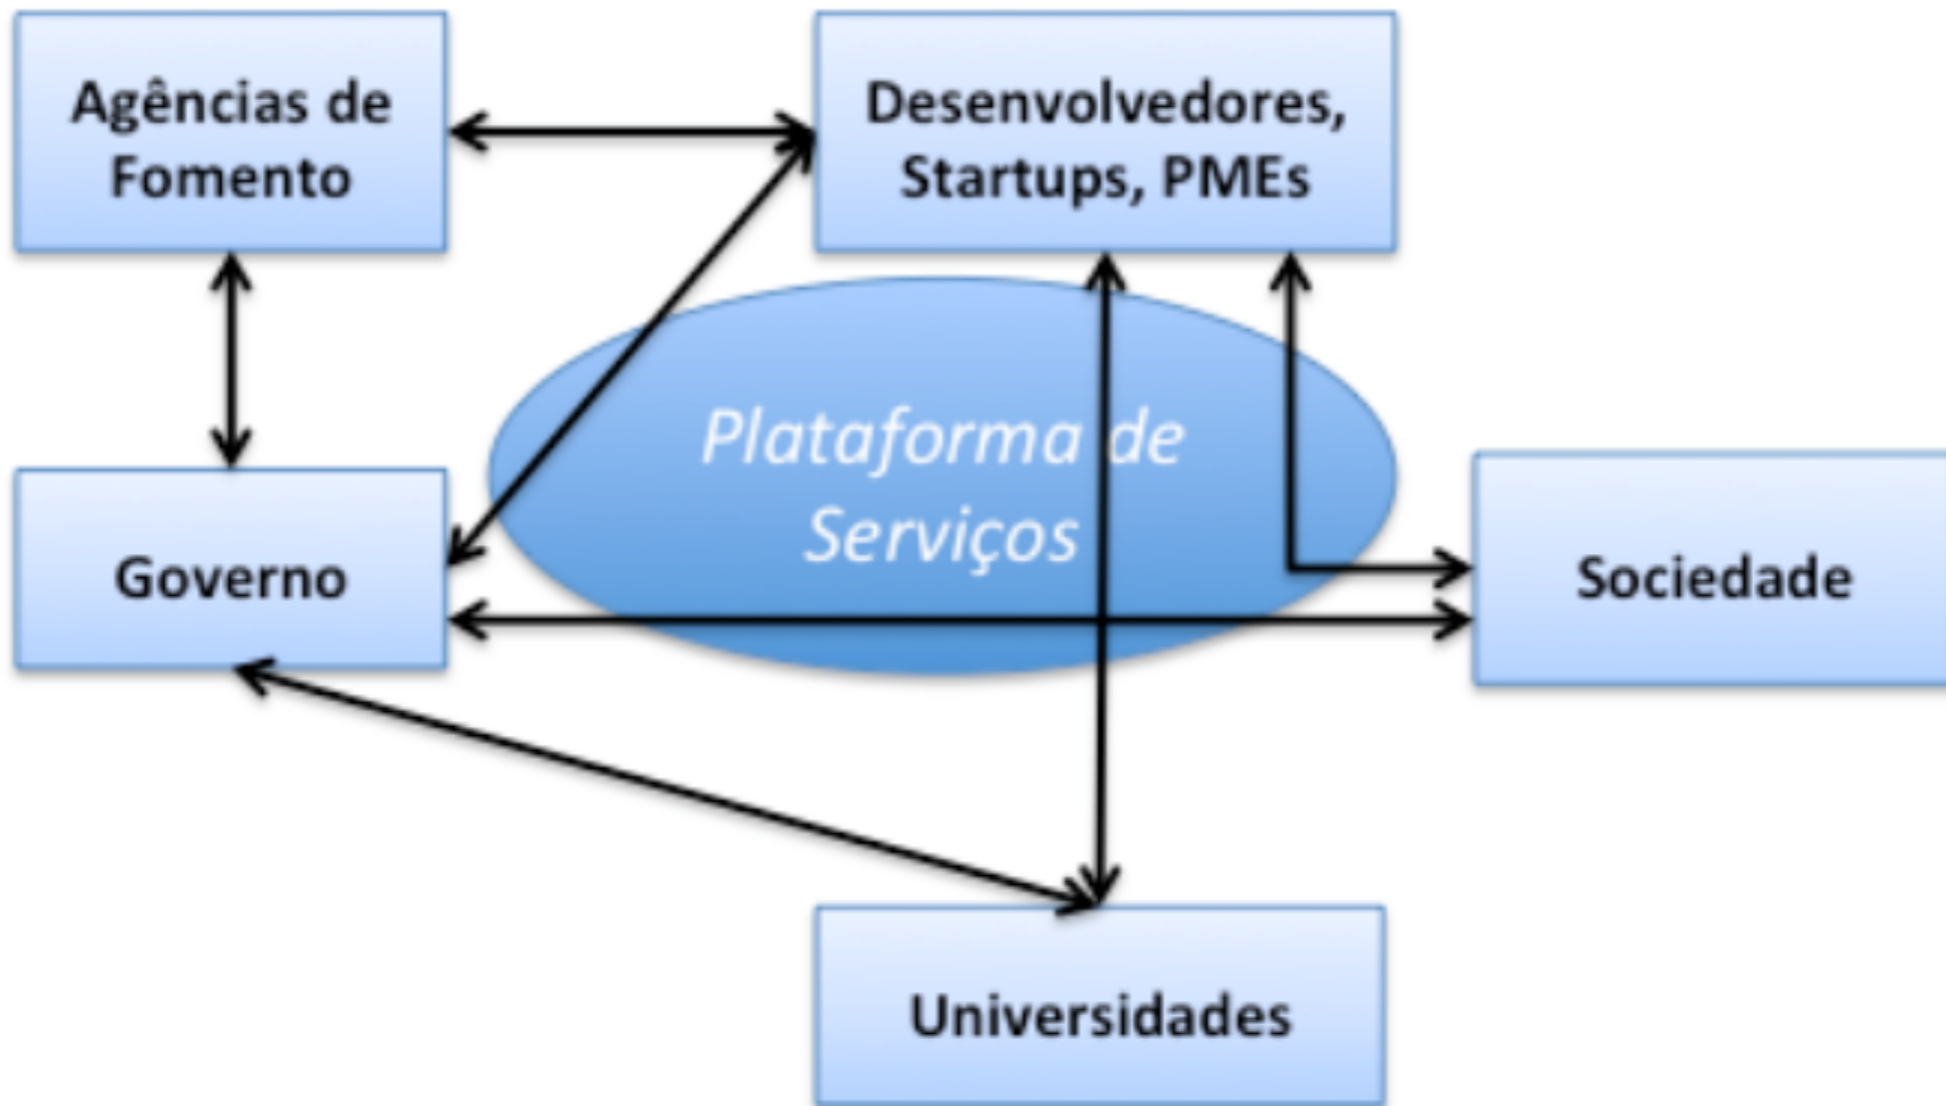 Agências de
Fomento
Desenvolvedores,
Startups, PMEs
Plataforma de
Serviços
Governo
Sociedade
Universidades